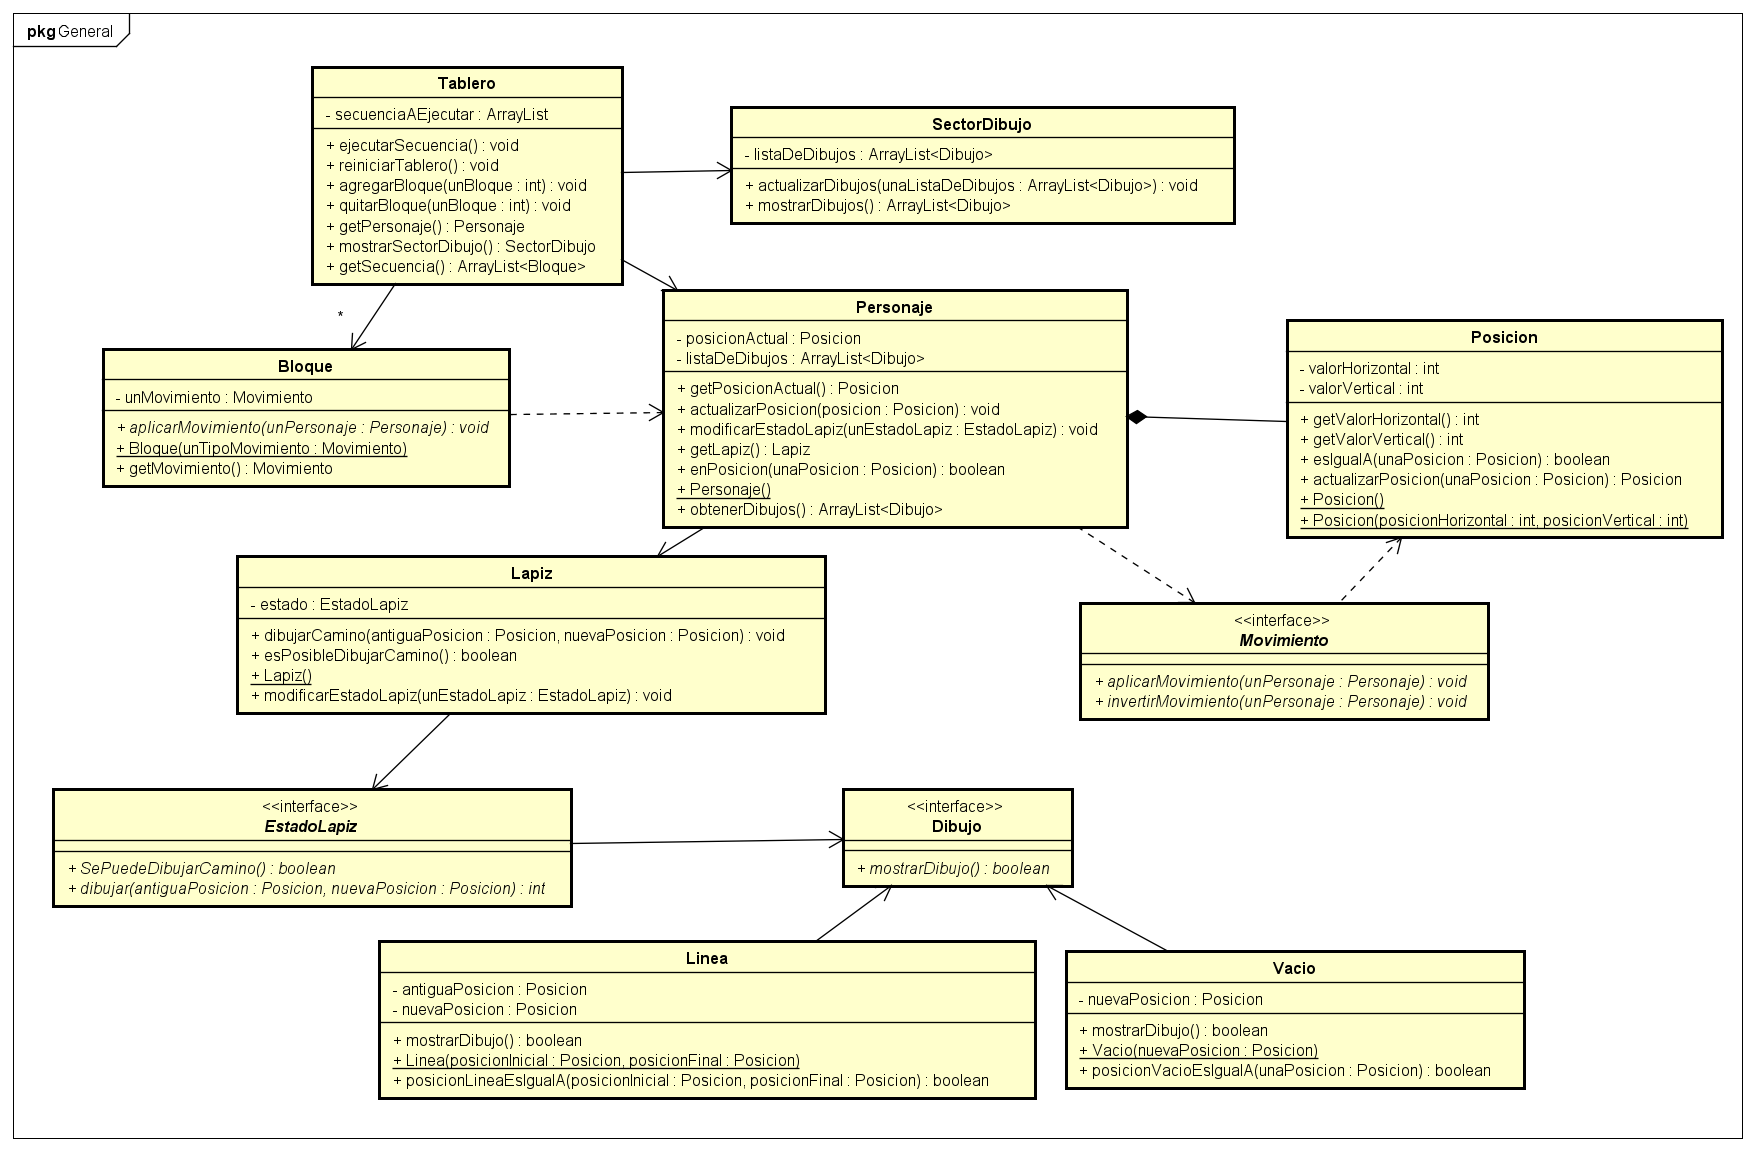 pkg General
Tablero
- secuenciaAEjecutar : ArrayList
+ ejecutarSecuencia() : void
+ reiniciarTablero() : void
+ agregarBloque(unBloque : int) : void
+ quitarBloque(unBloque : int) : void
+ getPersonaje() : Personaje
+ mostrarSectorDibujo() : SectorDibujo
+ getSecuencia() : ArrayList<Bloque>
SectorDibujo
- listaDeDibujos : ArrayList<Dibujo>
+ actualizarDibujos(unaListaDeDibujos : ArrayList<Dibujo>) : void
+ mostrarDibujos() : ArrayList<Dibujo>
*
Bloque
- unMovimiento : Movimiento
+ aplicarMovimiento(unPersonaje : Personaje) : void
+ Bloque(unTipoMovimiento : Movimiento)
+ getMovimiento() : Movimiento
Personaje
- posicionActual : Posicion
- listaDeDibujos : ArrayList<Dibujo>
+ getPosicionActual() : Posicion
+ actualizarPosicion(posicion : Posicion) : void
+ modificarEstadoLapiz(unEstadoLapiz : EstadoLapiz) : void
+ getLapiz() : Lapiz
+ enPosicion(unaPosicion : Posicion) : boolean
+ Personaje()
+ obtenerDibujos() : ArrayList<Dibujo>
Posicion
- valorHorizontal : int
- valorVertical : int
+ getValorHorizontal() : int
+ getValorVertical() : int
+ esIgualA(unaPosicion : Posicion) : boolean
+ actualizarPosicion(unaPosicion : Posicion) : Posicion
+ Posicion()
+ Posicion(posicionHorizontal : int, posicionVertical : int)
Lapiz
- estado : EstadoLapiz
+ dibujarCamino(antiguaPosicion : Posicion, nuevaPosicion : Posicion) : void
+ esPosibleDibujarCamino() : boolean
+ Lapiz()
+ modificarEstadoLapiz(unEstadoLapiz : EstadoLapiz) : void
<<interface>>
Movimiento
+ aplicarMovimiento(unPersonaje : Personaje) : void
+ invertirMovimiento(unPersonaje : Personaje) : void
<<interface>>
EstadoLapiz
+ SePuedeDibujarCamino() : boolean
+ dibujar(antiguaPosicion : Posicion, nuevaPosicion : Posicion) : int
<<interface>>
Dibujo
+ mostrarDibujo() : boolean
Linea
- antiguaPosicion : Posicion
- nuevaPosicion : Posicion
+ mostrarDibujo() : boolean
+ Linea(posicionInicial : Posicion, posicionFinal : Posicion)
+ posicionLineaEsIgualA(posicionInicial : Posicion, posicionFinal : Posicion) : boolean
Vacio
- nuevaPosicion : Posicion
+ mostrarDibujo() : boolean
+ Vacio(nuevaPosicion : Posicion)
+ posicionVacioEsIgualA(unaPosicion : Posicion) : boolean